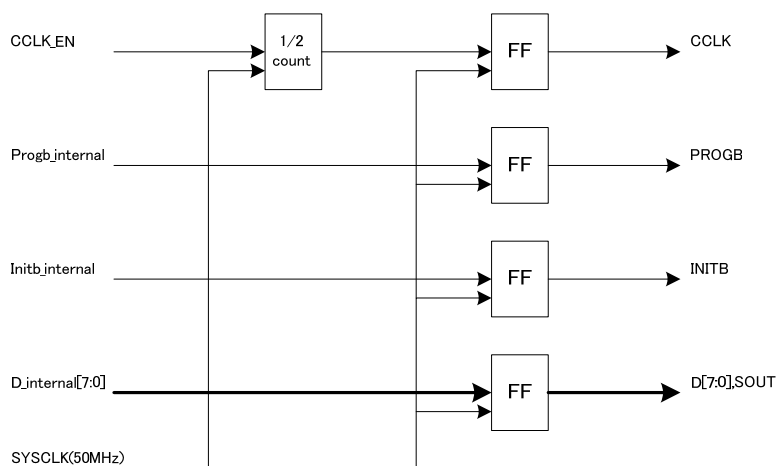 CCLK_EN
1/2
count
FF
CCLK
Progb_internal
FF
PROGB
Initb_internal
FF
INITB
D_internal[7:0]
FF
D[7:0],SOUT
SYSCLK(50MHz)